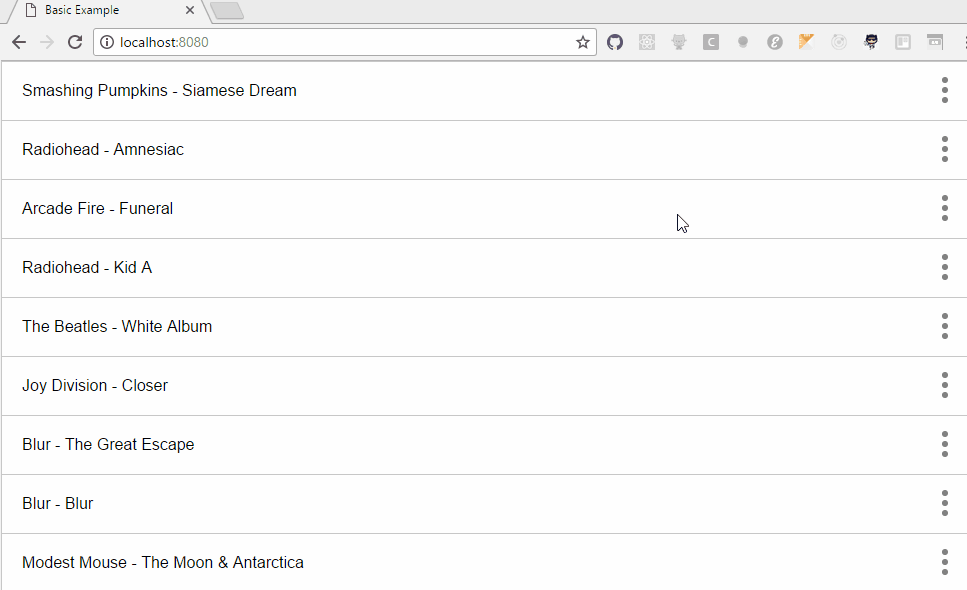 Basic Example
localhost:8080
Smashing Pumpkins - Siamese Dream
Radiohead - Amnesiac
Arcade Fire - Funeral
Radiohead - Kid A
The Beatles - White Album
Joy Division - Closer
Blur - The Great Escape
Blur - Blur
Modest Mouse - The Moon & Antarctica